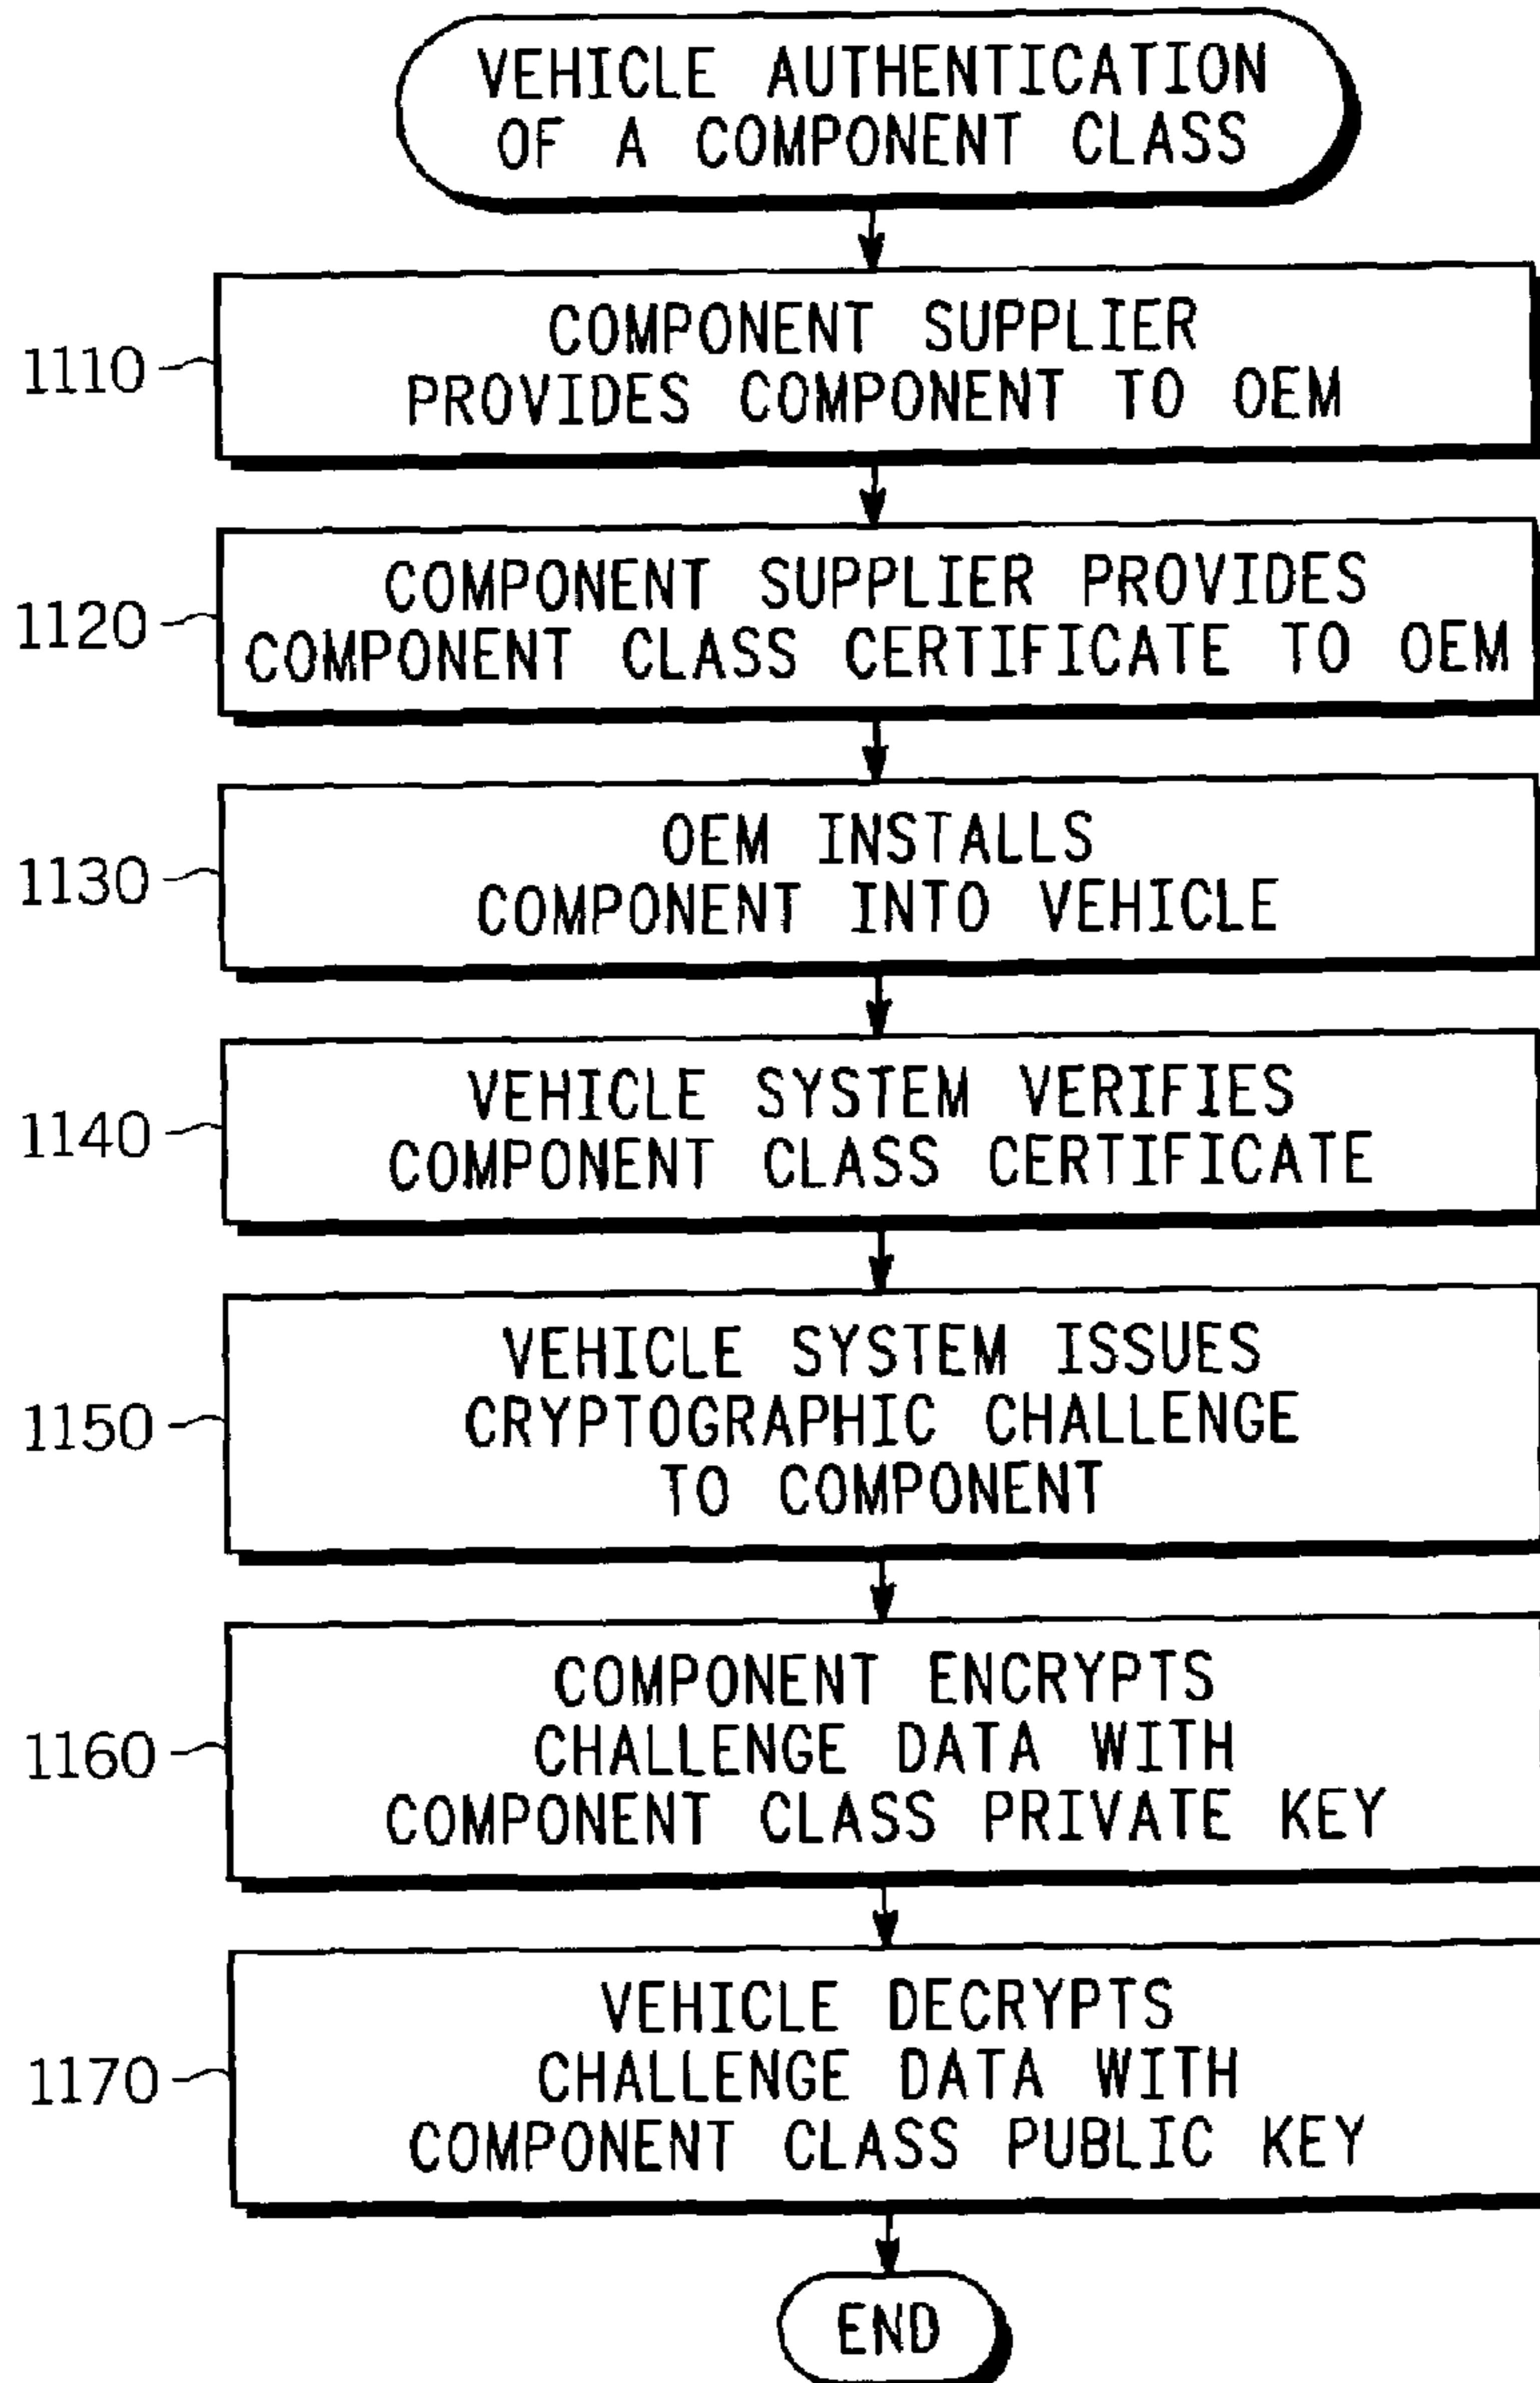 VEHICLE AUTHENTICATION
OF A COMPONENT CLASS
COMPONENT SUPPLIER
PROVIDES COMPONENT TO OEM
1110
COMPONENT SUPPLIER PROVIDES
COMPONENT CLASS CERTIFICATE TO OEM
1120
OEM INSTALLS
COMPONENT INTO VEHICLE
1130
VEHICLE SYSTEM VERIFIES
COMPONENT CLASS CERTIFICATE
1140
VEHICLE SYSTEM ISSUES
CRYPTOGRAPHIC CHALLENGE
TO COMPONENT
1150
COMPONENT ENCRYPTS
CHALLENGE DATA WITH
COMPONENT CLASS PRIVATE KEY
1160
VEHICLE DECRYPTS
CHALLENGE DATA WITH
COMPONENT CLASS PUBLIC KEY
1170
END